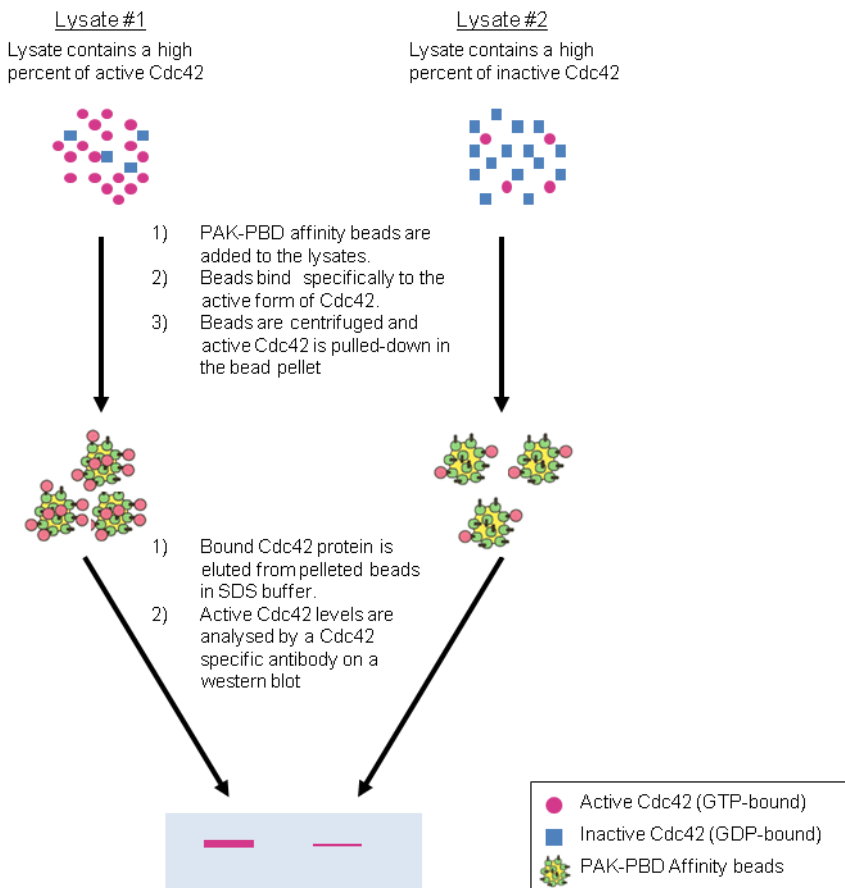 Lysate #1
Lysate contains a high
percent of active Cdc42
Lysate #2
Lysate contains a high
percent of inactive Cdc42
1) PAK-PBD affinity beads are
added to the lysates.
2) Beads bind specifically to the
active form of Cdc42.
3) Beads are centrifuged and
active Cdc42 is pulled-down in
the bead pellet
1) Bound Cdc42 protein is
eluted from pelleted beads
in SDS buffer.
2) Active Cdc42 levels are
analysed by a Cdc42
specific antibody on a
western blot
Active Cdc42 (GTP-bound)
Inactive Cdc42 (GDP-bound)
PAK-PBD Affinity beads